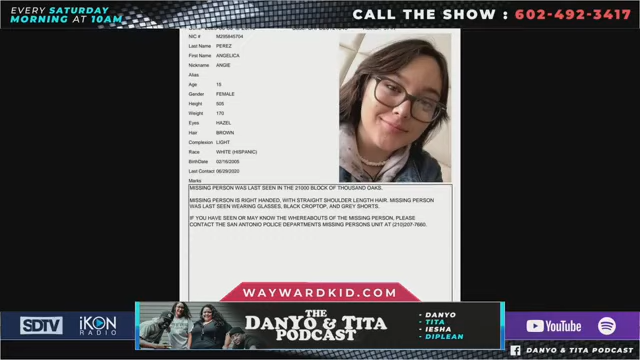 EVERY SATURDAY
MORNING AT 10AM
CALL THE SHOW : 602-492-3417
NIC # M355845704
Last Name PEREZ
First Name ANGELICA
Nickname ANGIE
Alias
Age 15
Gender FEMALE
Height 505
Weight 170
Eyes HAZEL
Hair BROWN
Complexion LIGHT
Race WHITE (HISPANIC)
BirthDate 02/18/2005
Last Contact 06/29/2020
Marks
MISSING PERSON WAS LAST SEEN IN THE 21000 BLOCK OF THOUSAND OAKS.
MISSING PERSON IS RIGHT HANDED, WITH STRAIGHT SHOULDER LENGTH HAIR. MISSING PERSON
WAS LAST SEEN WEARING GLASSES, BLACK CROPTOP, AND GREY SHORTS.
IF YOU HAVE SEEN OR MAY KNOW THE WHEREABOUTS OF THE MISSING PERSON, PLEASE
CONTACT THE SAN ANTONIO POLICE DEPARTMENTS MISSING PERSONS UNIT AT (210)207-7660.
WAYWARDKID.COM
SDTV
iKON
RADIO
THE
DANYO & TITA
PODCAST
- DANYO
- TITA
- IESHA
- DIPLEAN
YouTube
DANYO & TITA PODCAST